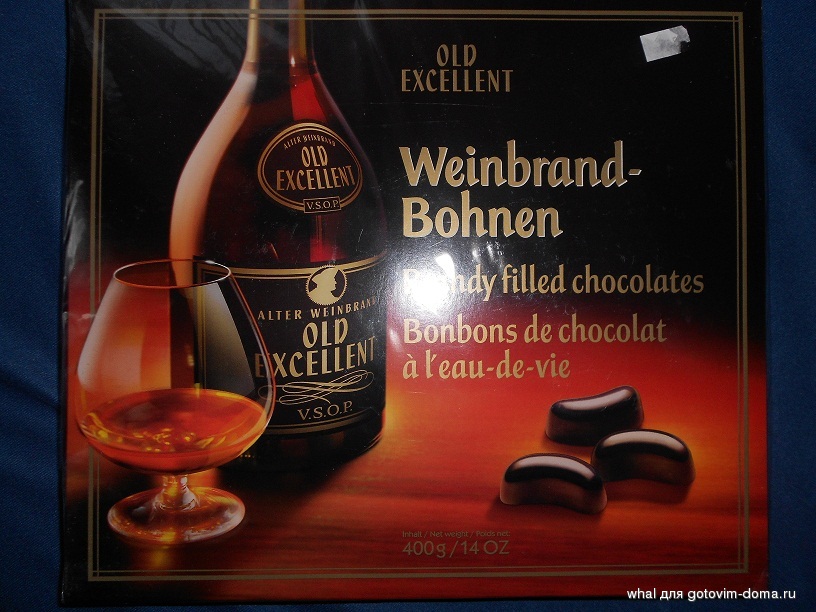 OLD
EXCELLENT
Weinbrand-
Bohnen
Brandy filled chocolates
Bonbons de chocolat
à l'eau-de-vie
ALTER WEINBRAND
OLD
EXCELLENT
V.S.O.P.
ALTER WEINBRAND
OLD
EXCELLENT
V.S.O.P.
Inhalt / Net weight / Poids net:
400g/14 OZ
whal для gotovim-doma.ru